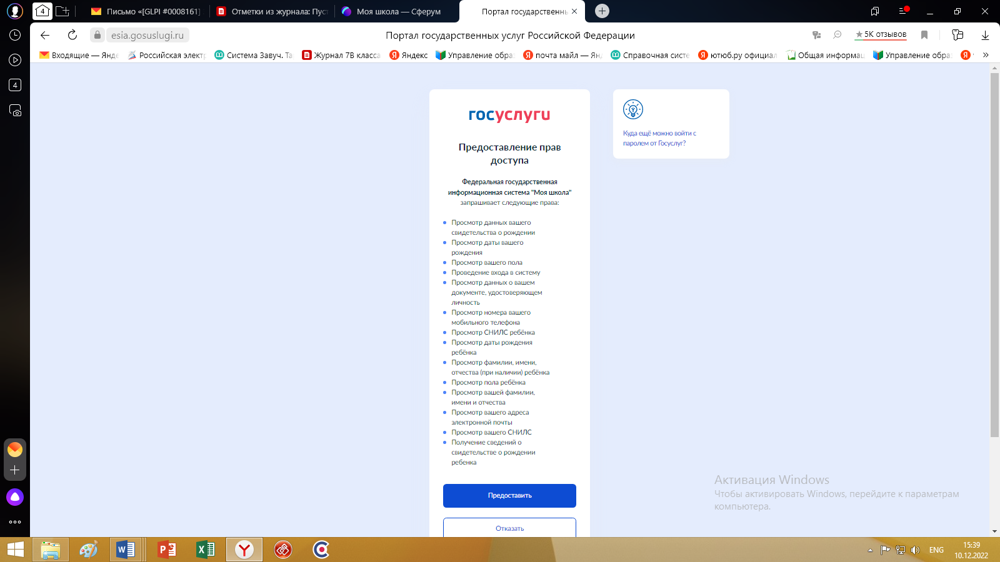 Письмо «[GLPI #0008161]
Отметки из журнала: Пуст
Моя школа — Сферум
Портал государственнь
esia.gosuslugi.ru
Портал государственных услуг Российской Федерации
5K отзывов
Входящие — Янде
Российская электр
Система Завуч. Та
Журнал 7В класса
Яндекс
Управление образ
почта майл — Янд
Справочная систе
ютюб.ру официал
Общая информац
Управление образ
4
4
госуслуги
Предоставление прав
доступа
Федеральная государственная
информационная система "Моя школа"
запрашивает следующие права:
Просмотр данных вашего
свидетельства о рождении
Просмотр даты вашего
рождения
Просмотр вашего пола
Проведение входа в систему
Просмотр данных о вашем
документе, удостоверяющем
личность
Просмотр номера вашего
мобильного телефона
Просмотр СНИЛС ребёнка
Просмотр даты рождения
ребёнка
Просмотр фамилии, имени,
отчества (при наличии) ребёнка
Просмотр пола ребёнка
Просмотр вашей фамилии,
имени и отчества
Просмотр вашего адреса
электронной почты
Просмотр вашего СНИЛС
Получение сведений о
свидетельстве о рождении
ребенка
Предоставить
Отказать
Куда ещё можно войти с
паролем от Госуслуг?
Активация Windows
Чтобы активировать Windows, перейдите к параметрам
компьютера.
ENG
15:39
10.12.2022